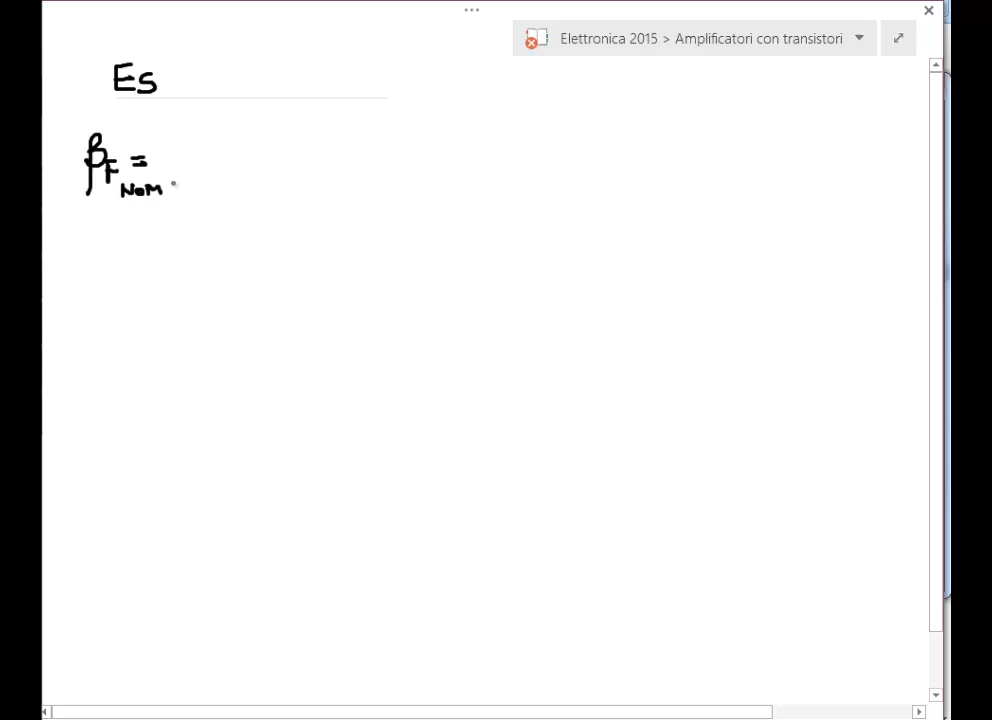 Elettronica 2015 > Amplificatori con transistori
Es
βF =
NOM